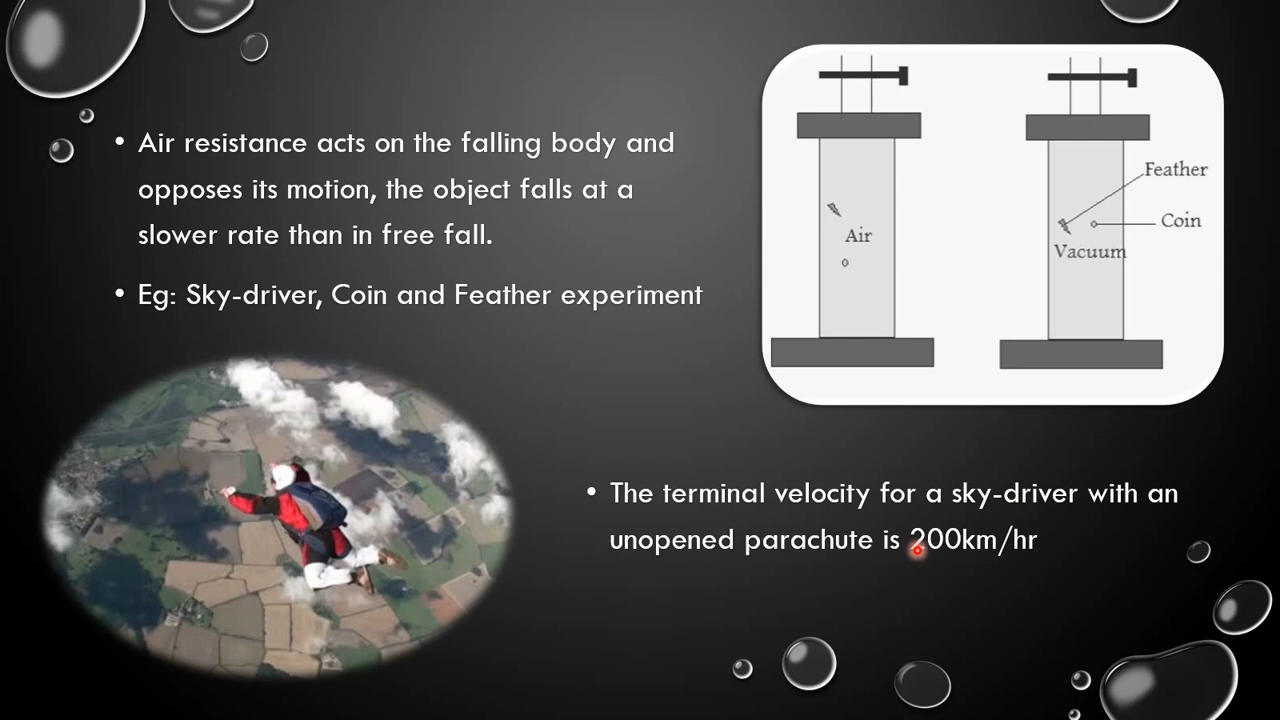 • Air resistance acts on the falling body and
opposes its motion, the object falls at a
slower rate than in free fall.
• Eg: Sky-driver, Coin and Feather experiment
Air
Feather
Coin
Vacuum
• The terminal velocity for a sky-driver with an
unopened parachute is 200km/hr